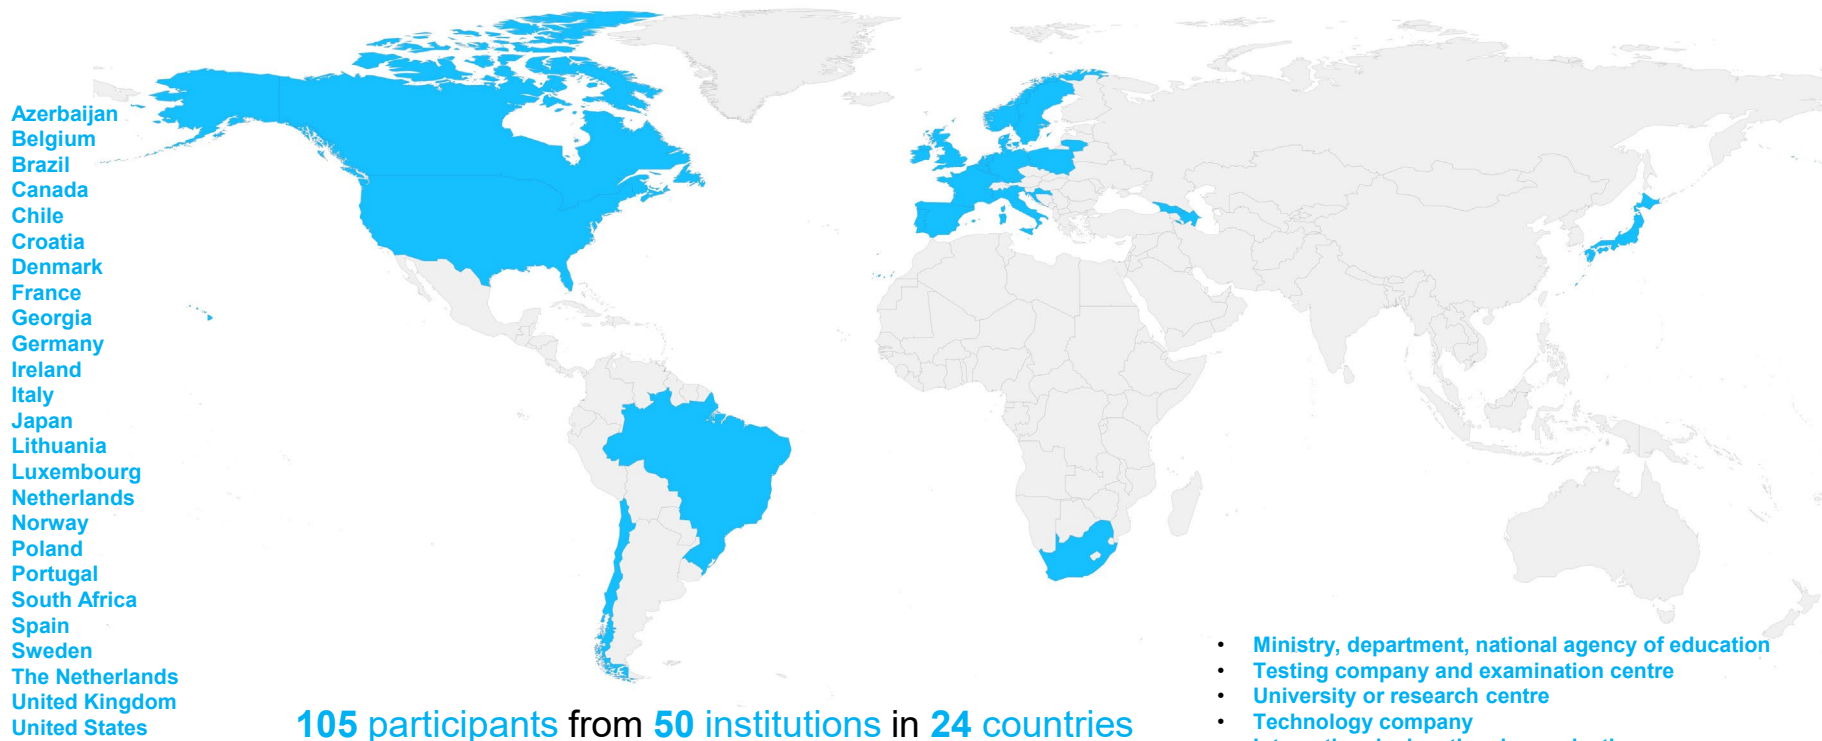 Azerbaijan
Belgium
Brazil
Canada
Chile
Croatia
Denmark
France
Georgia
Germany
Ireland
Italy
Japan
Lithuania
Luxembourg
Netherlands
Norway
Poland
Portugal
South Africa
Spain
Sweden
The Netherlands
United Kingdom
United States
105 participants from 50 institutions in 24 countries
• Ministry, department, national agency of education
• Testing company and examination centre
• University or research centre
• Technology company